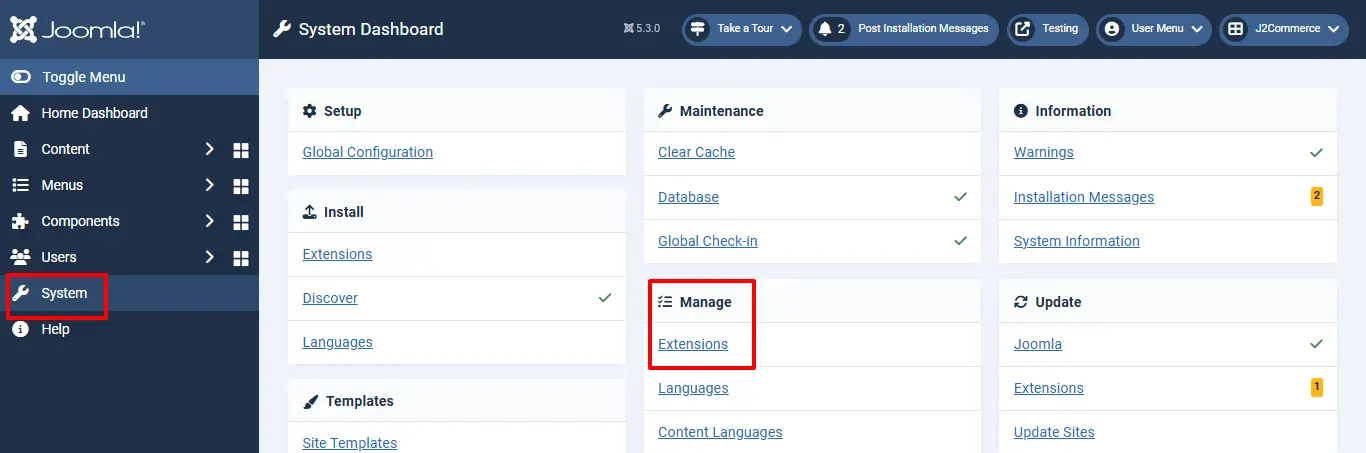 Joomla!®
System Dashboard
5.3.0
Take a Tour
2 Post Installation Messages
Testing
User Menu
J2Commerce
Toggle Menu
Home Dashboard
Content
Menus
Components
Users
System
Help
Setup
Global Configuration
Install
Extensions
Discover
Languages
Templates
Site Templates
Maintenance
Clear Cache
Database
Global Check-in
Manage
Extensions
Languages
Content Languages
Information
Warnings
Installation Messages 2
System Information
Update
Joomla
Extensions 1
Update Sites